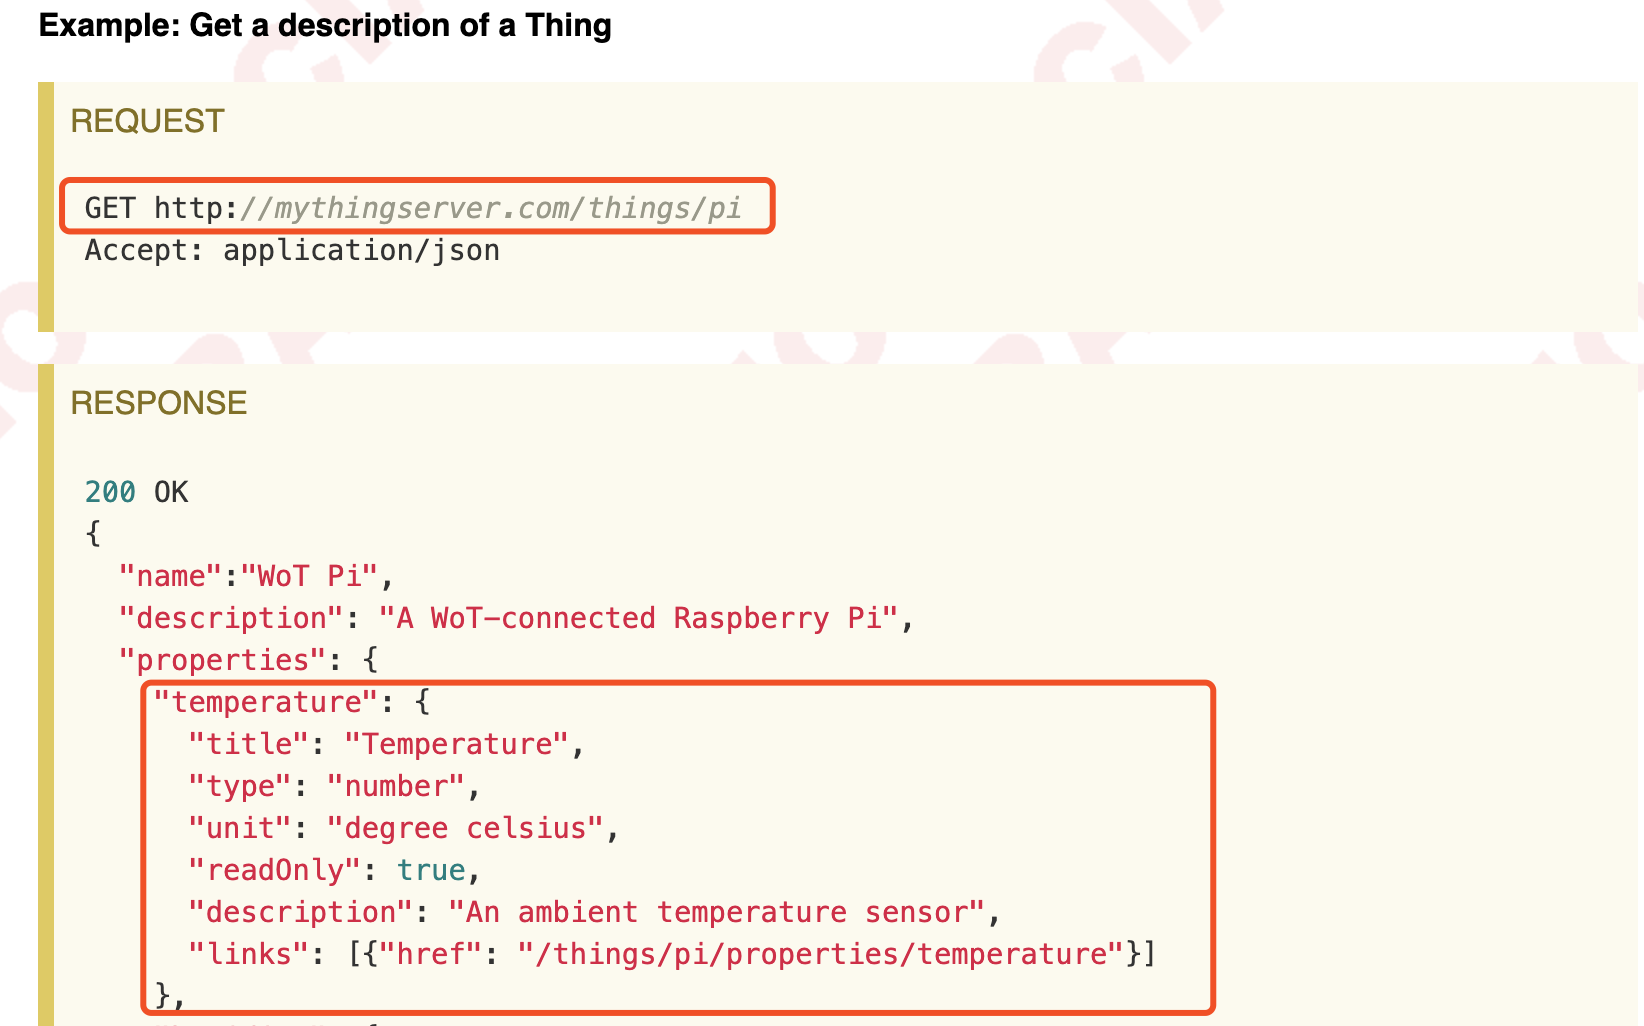 Example: Get a description of a Thing
REQUEST
GET http://mythingserver.com/things/pi
Accept: application/json
RESPONSE
200 OK
{
"name":"WoT Pi",
"description": "A WoT-connected Raspberry Pi",
"properties": {
"temperature": {
"title": "Temperature",
"type": "number",
"unit": "degree celsius",
"readOnly": true,
"description": "An ambient temperature sensor",
"links": [{"href": "/things/pi/properties/temperature"}]
},